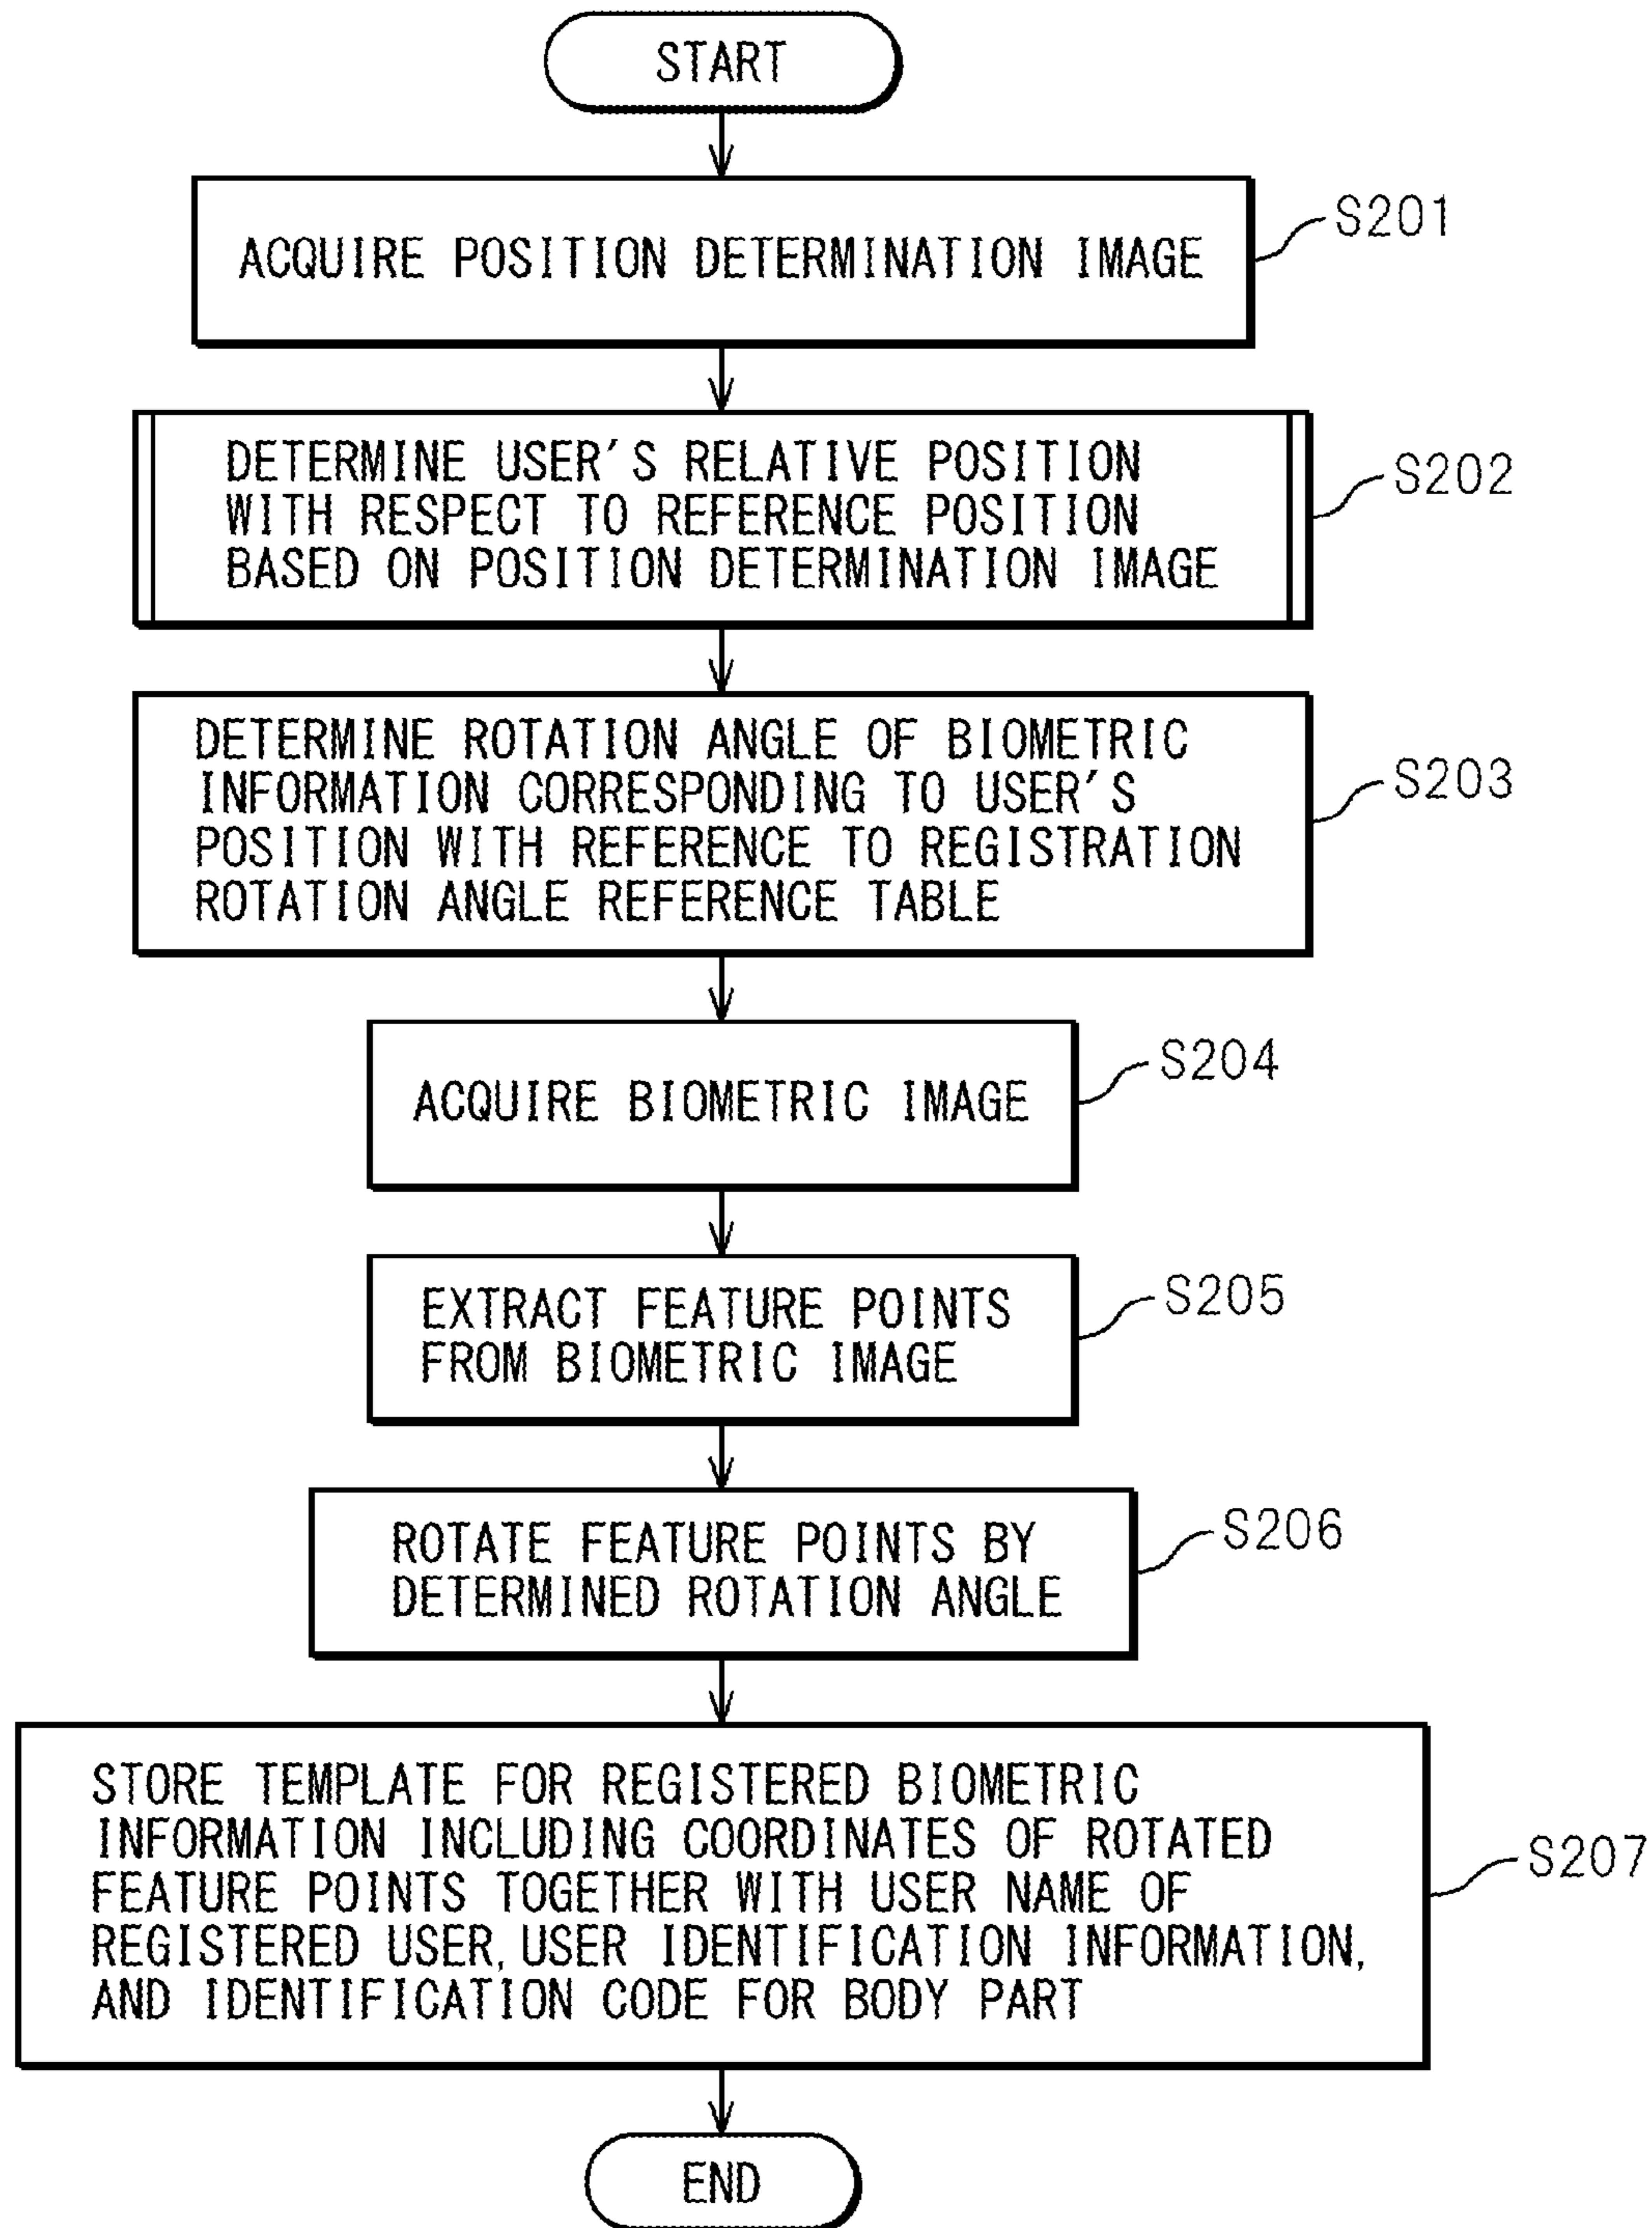 START
ACQUIRE POSITION DETERMINATION IMAGE
S201
DETERMINE USER'S RELATIVE POSITION
WITH RESPECT TO REFERENCE POSITION
BASED ON POSITION DETERMINATION IMAGE
S202
DETERMINE ROTATION ANGLE OF BIOMETRIC
INFORMATION CORRESPONDING TO USER'S
POSITION WITH REFERENCE TO REGISTRATION
ROTATION ANGLE REFERENCE TABLE
S203
ACQUIRE BIOMETRIC IMAGE
S204
EXTRACT FEATURE POINTS
FROM BIOMETRIC IMAGE
S205
ROTATE FEATURE POINTS BY
DETERMINED ROTATION ANGLE
S206
STORE TEMPLATE FOR REGISTERED BIOMETRIC
INFORMATION INCLUDING COORDINATES OF ROTATED
FEATURE POINTS TOGETHER WITH USER NAME OF
REGISTERED USER, USER IDENTIFICATION INFORMATION,
AND IDENTIFICATION CODE FOR BODY PART
S207
END